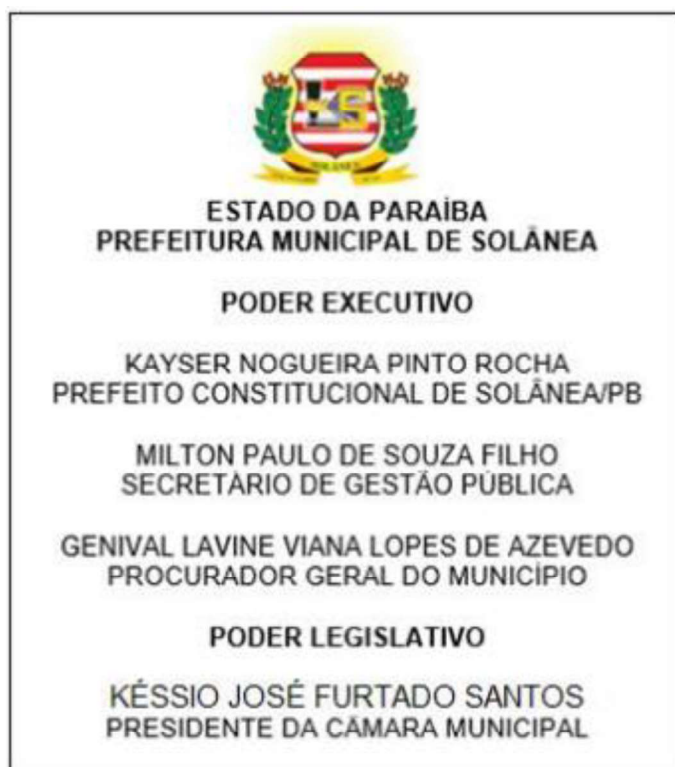 SOLÂNEA
ESTADO DA PARAÍBA
PREFEITURA MUNICIPAL DE SOLÂNEA
PODER EXECUTIVO
KAYSER NOGUEIRA PINTO ROCHA
PREFEITO CONSTITUCIONAL DE SOLÂNEA/PB
MILTON PAULO DE SOUZA FILHO
SECRETÁRIO DE GESTÃO PÚBLICA
GENIVAL LAVINE VIANA LOPES DE AZEVEDO
PROCURADOR GERAL DO MUNICÍPIO
PODER LEGISLATIVO
KÉSSIO JOSÉ FURTADO SANTOS
PRESIDENTE DA CÂMARA MUNICIPAL